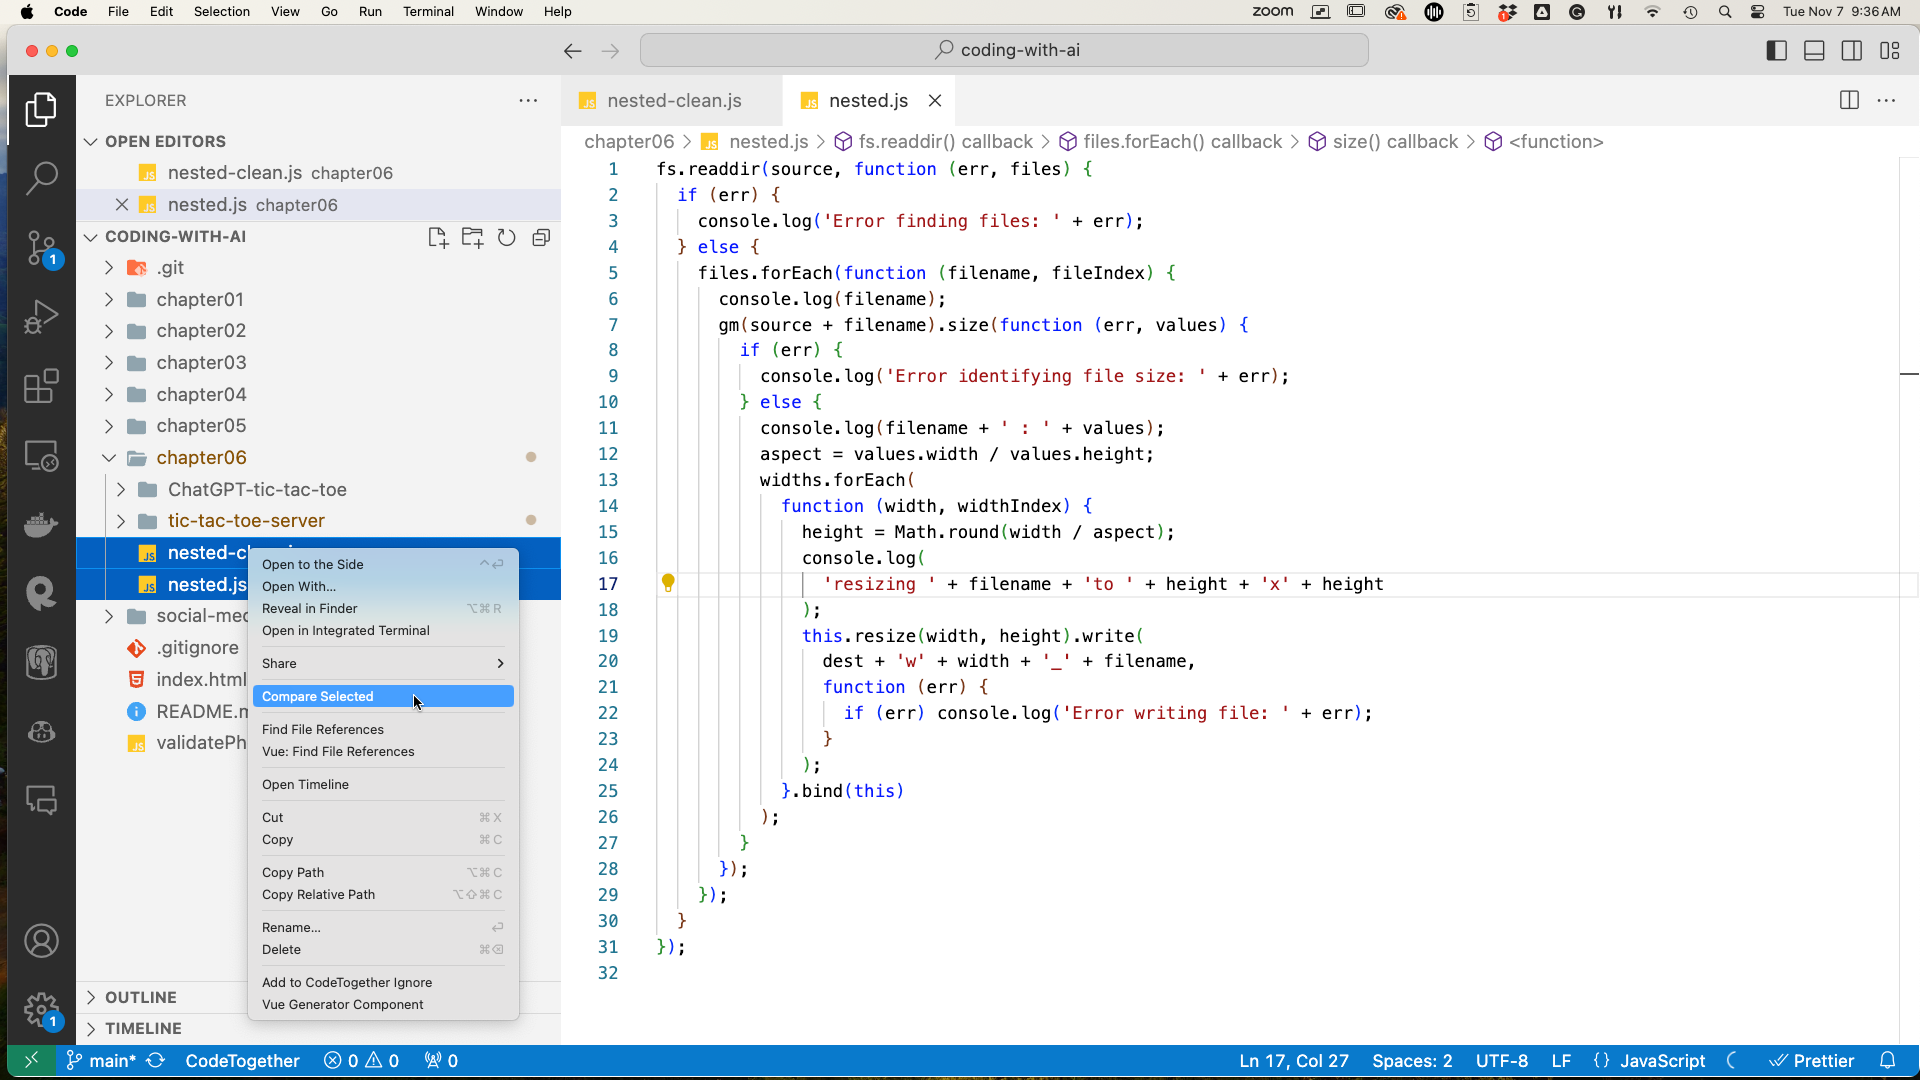 Code File Edit Selection View Go Run Terminal Window Help zoom 1 Tue Nov 7 9:36 AM
coding-with-ai
EXPLORER
OPEN EDITORS
nested-clean.js chapter06
nested.js chapter06
CODING-WITH-AI
.git
chapter01
chapter02
chapter03
chapter04
chapter05
chapter06
ChatGPT-tic-tac-toe
tic-tac-toe-server
nested-c
nested.js
social-me
.gitignore
index.html
README.m
validatePh
OUTLINE
TIMELINE
1
1
Open to the Side ^⏎
Open With...
Reveal in Finder ⌥⌘R
Open in Integrated Terminal
Share
Compare Selected
Find File References
Vue: Find File References
Open Timeline
Cut ⌘X
Copy ⌘C
Copy Path ⌥⌘C
Copy Relative Path ⌥⇧⌘C
Rename... ⏎
Delete ⌘⌫
Add to CodeTogether Ignore
Vue Generator Component
JS nested-clean.js JS nested.js
chapter06 > JS nested.js > fs.readdir() callback > files.forEach() callback > size() callback > <function>
1 fs.readdir(source, function (err, files) {
2 if (err) {
3 console.log('Error finding files: ' + err);
4 } else {
5 files.forEach(function (filename, fileIndex) {
6 console.log(filename);
7 gm(source + filename).size(function (err, values) {
8 if (err) {
9 console.log('Error identifying file size: ' + err);
10 } else {
11 console.log(filename + ' : ' + values);
12 aspect = values.width / values.height;
13 widths.forEach(
14 function (width, widthIndex) {
15 height = Math.round(width / aspect);
16 console.log(
17 'resizing ' + filename + 'to ' + height + 'x' + height
18 );
19 this.resize(width, height).write(
20 dest + 'w' + width + '_' + filename,
21 function (err) {
22 if (err) console.log('Error writing file: ' + err);
23 }
24 );
25 }.bind(this)
26 );
27 }
28 });
29 });
30 }
31 });
32
main* CodeTogether 0 0 0 Ln 17, Col 27 Spaces: 2 UTF-8 LF {} JavaScript Prettier